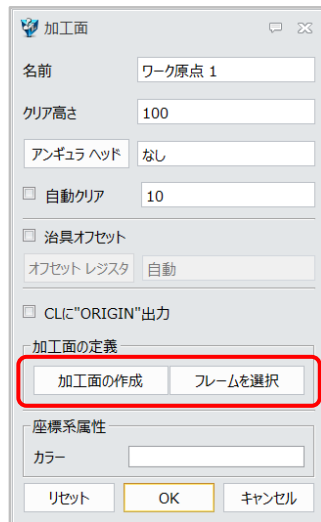 加工面
名前 ワーク原点 1
クリア高さ 100
アンギュラ ヘッド なし
自動クリア 10
治具オフセット
オフセット レジスタ 自動
CLに"ORIGIN"出力
加工面の定義
加工面の作成 フレームを選択
座標系属性
カラー
リセット OK キャンセル